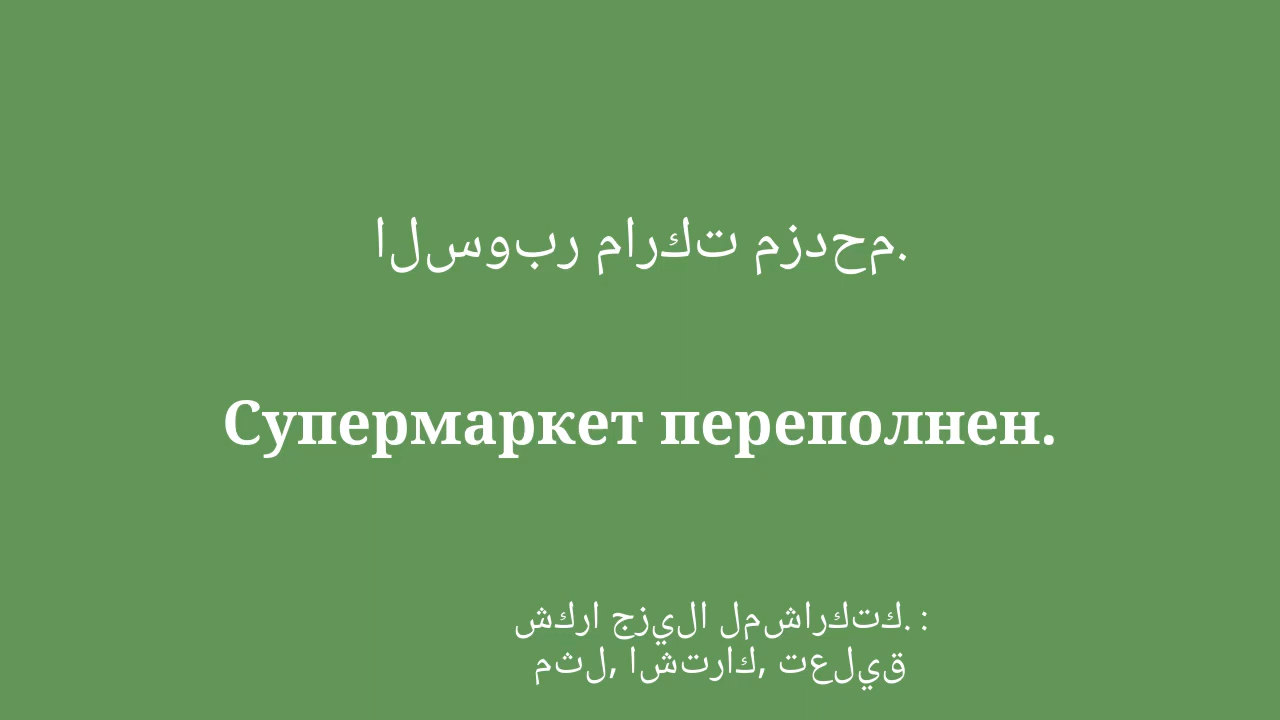 السوبر ماركت مزدحم.
Супермаркет переполнен.
شكرا جزيلا لمشاركتك. :
مثل, اشتراك, تعليق